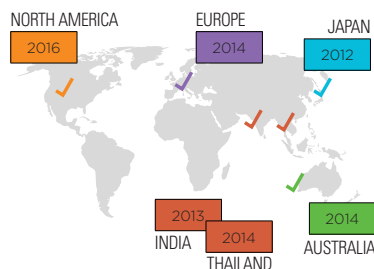 NORTH AMERICA
2016
EUROPE
2014
JAPAN
2012
2013
INDIA
2014
THAILAND
2014
AUSTRALIA